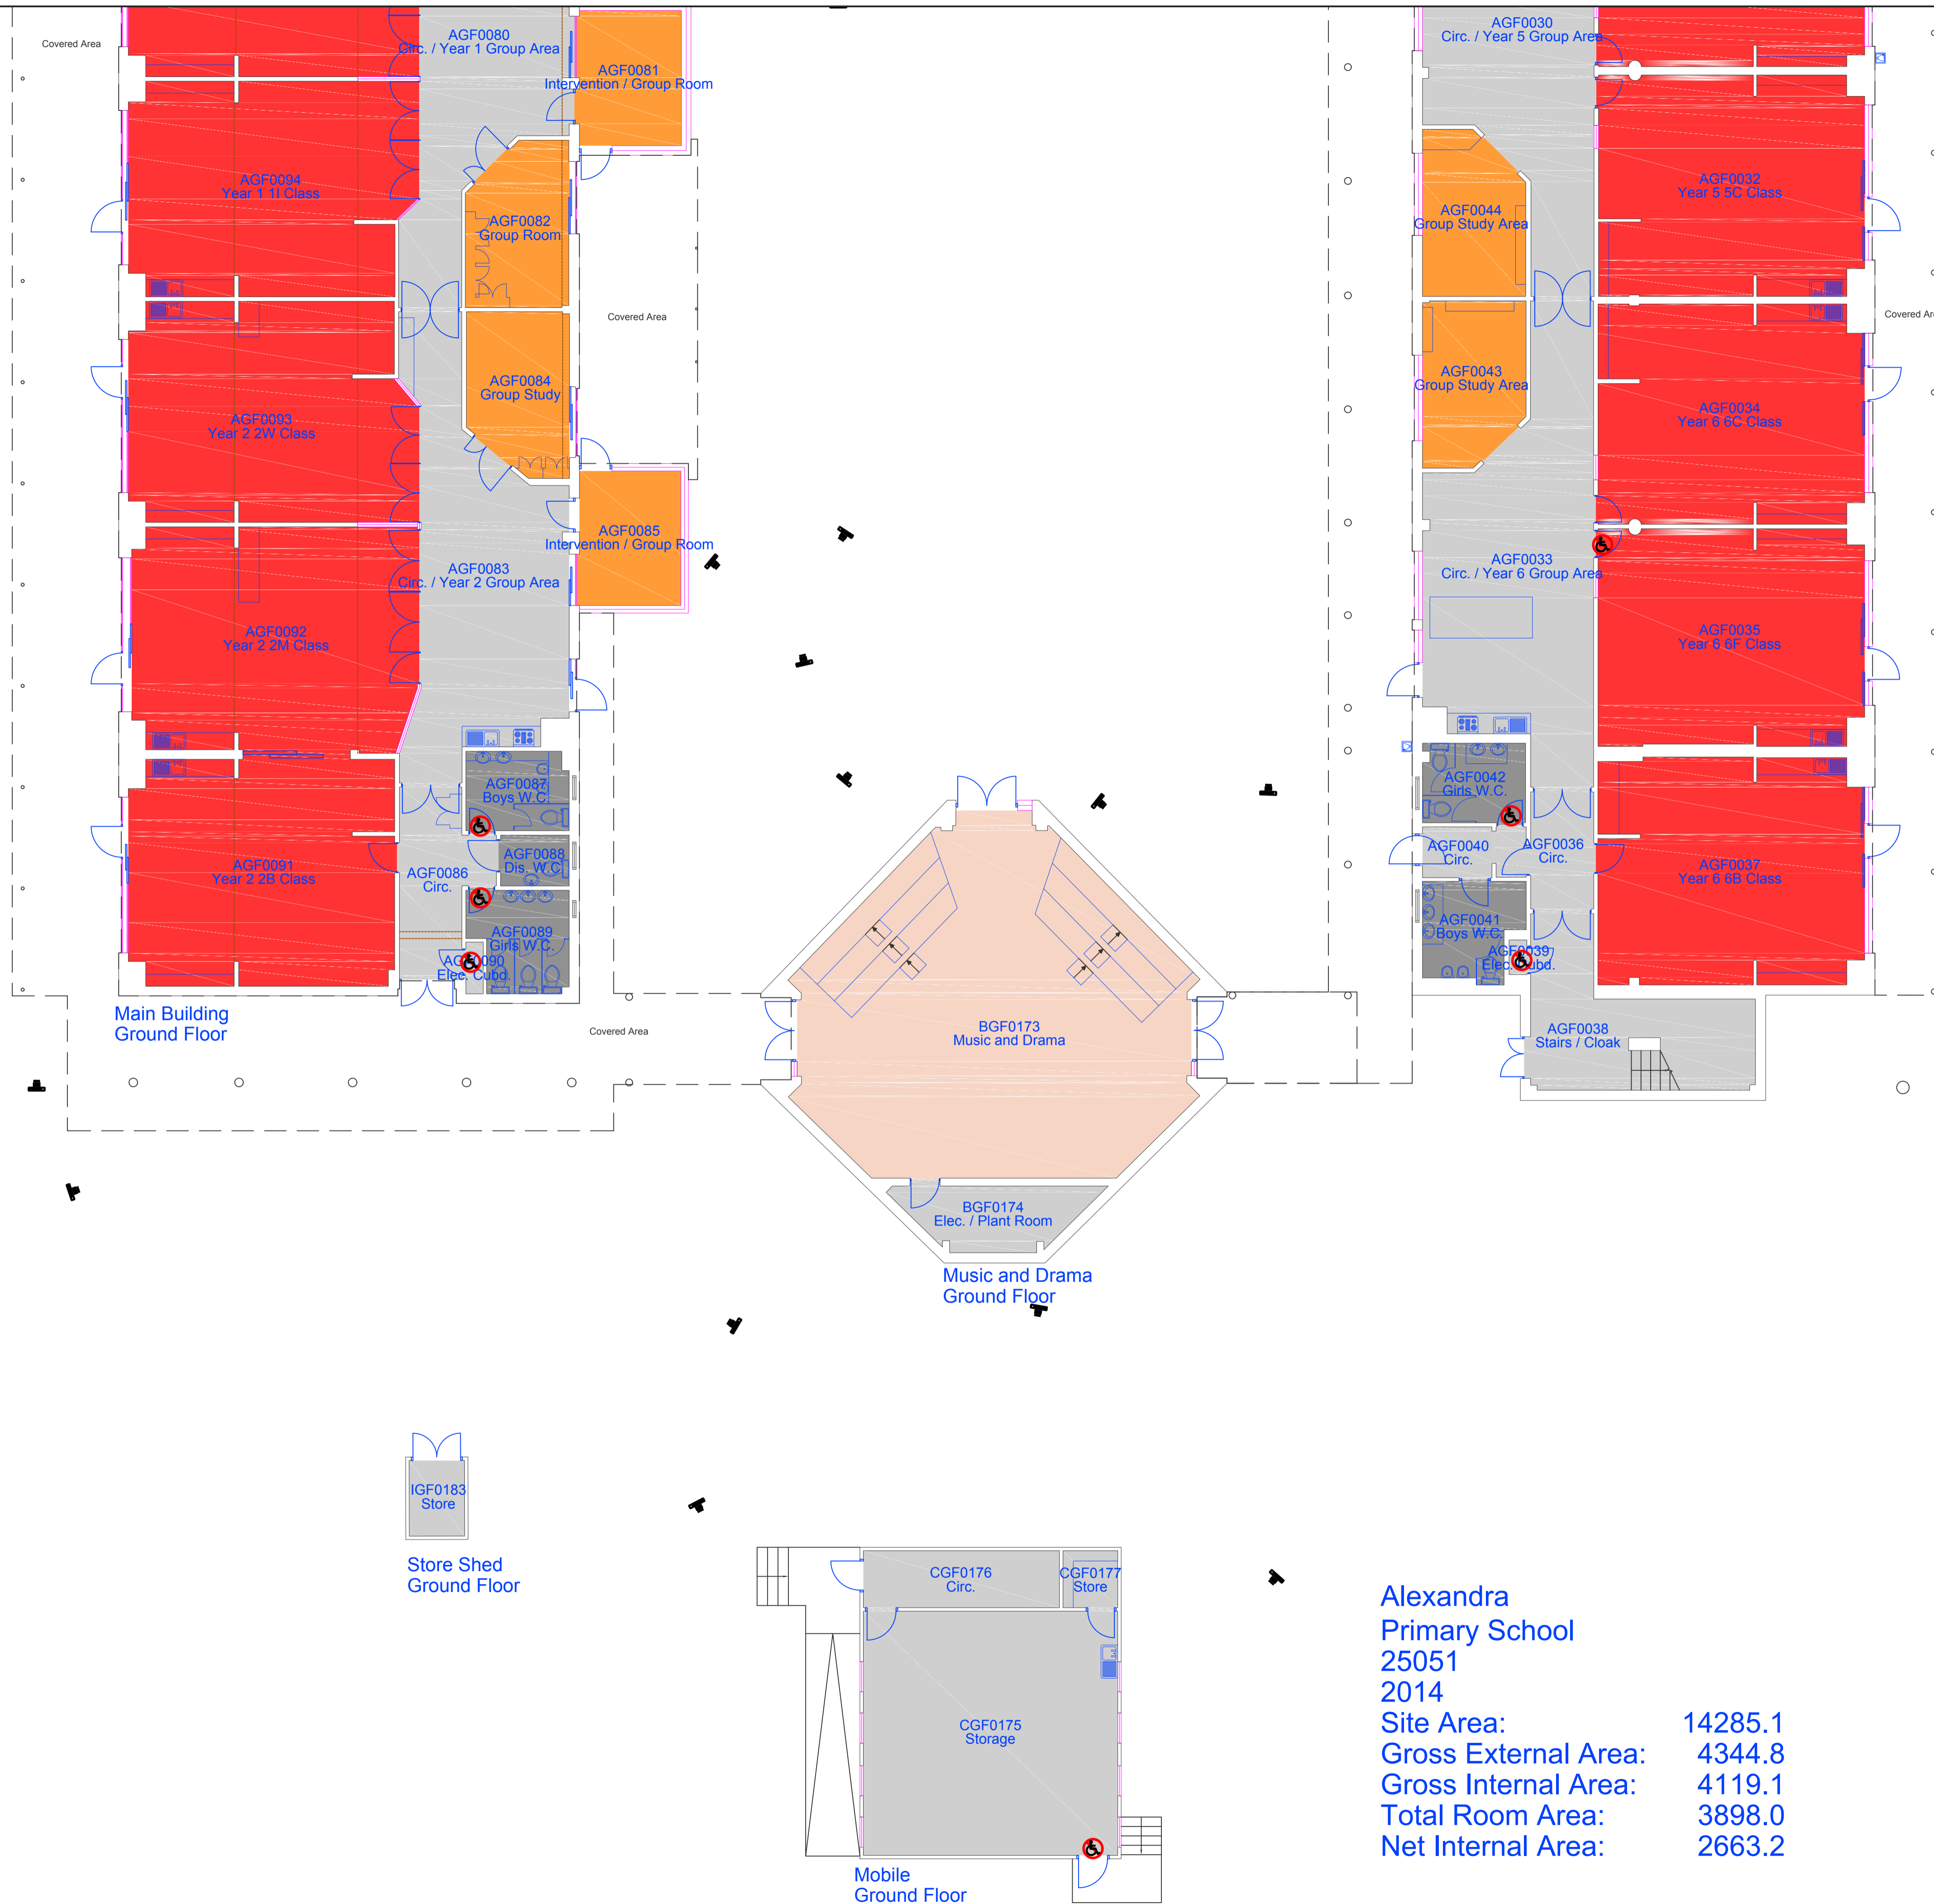 Covered Area
AGF0080
Circ. / Year 1 Group Area
AGF0081
Intervention / Group Room
AGF0094
Year 1 1I Class
AGF0082
Group Room
Covered Area
AGF0084
Group Study
AGF0093
Year 2 2W Class
AGF0085
Intervention / Group Room
AGF0083
Circ. / Year 2 Group Area
AGF0092
Year 2 2M Class
AGF0087
Boys W.C.
AGF0088
Dis. W.C.
AGF0091
Year 2 2B Class
AGF0086
Circ.
AGF0089
Girls W.C.
AGF0090
Elec. Cubd.
Main Building
Ground Floor
Covered Area
AGF0030
Circ. / Year 5 Group Area
AGF0032
Year 5 5C Class
AGF0044
Group Study Area
Covered Are
AGF0043
Group Study Area
AGF0034
Year 6 6C Class
AGF0033
Circ. / Year 6 Group Area
AGF0035
Year 6 6F Class
AGF0042
Girls W.C.
AGF0040
Circ.
AGF0036
Circ.
AGF0037
Year 6 6B Class
AGF0041
Boys W.C.
AGF0039
Elec. Cubd.
AGF0038
Stairs / Cloak
BGF0173
Music and Drama
BGF0174
Elec. / Plant Room
Music and Drama
Ground Floor
IGF0183
Store
Store Shed
Ground Floor
CGF0176
Circ.
CGF0177
Store
CGF0175
Storage
Mobile
Ground Floor
Alexandra
Primary School
25051
2014
Site Area: 14285.1
Gross External Area: 4344.8
Gross Internal Area: 4119.1
Total Room Area: 3898.0
Net Internal Area: 2663.2